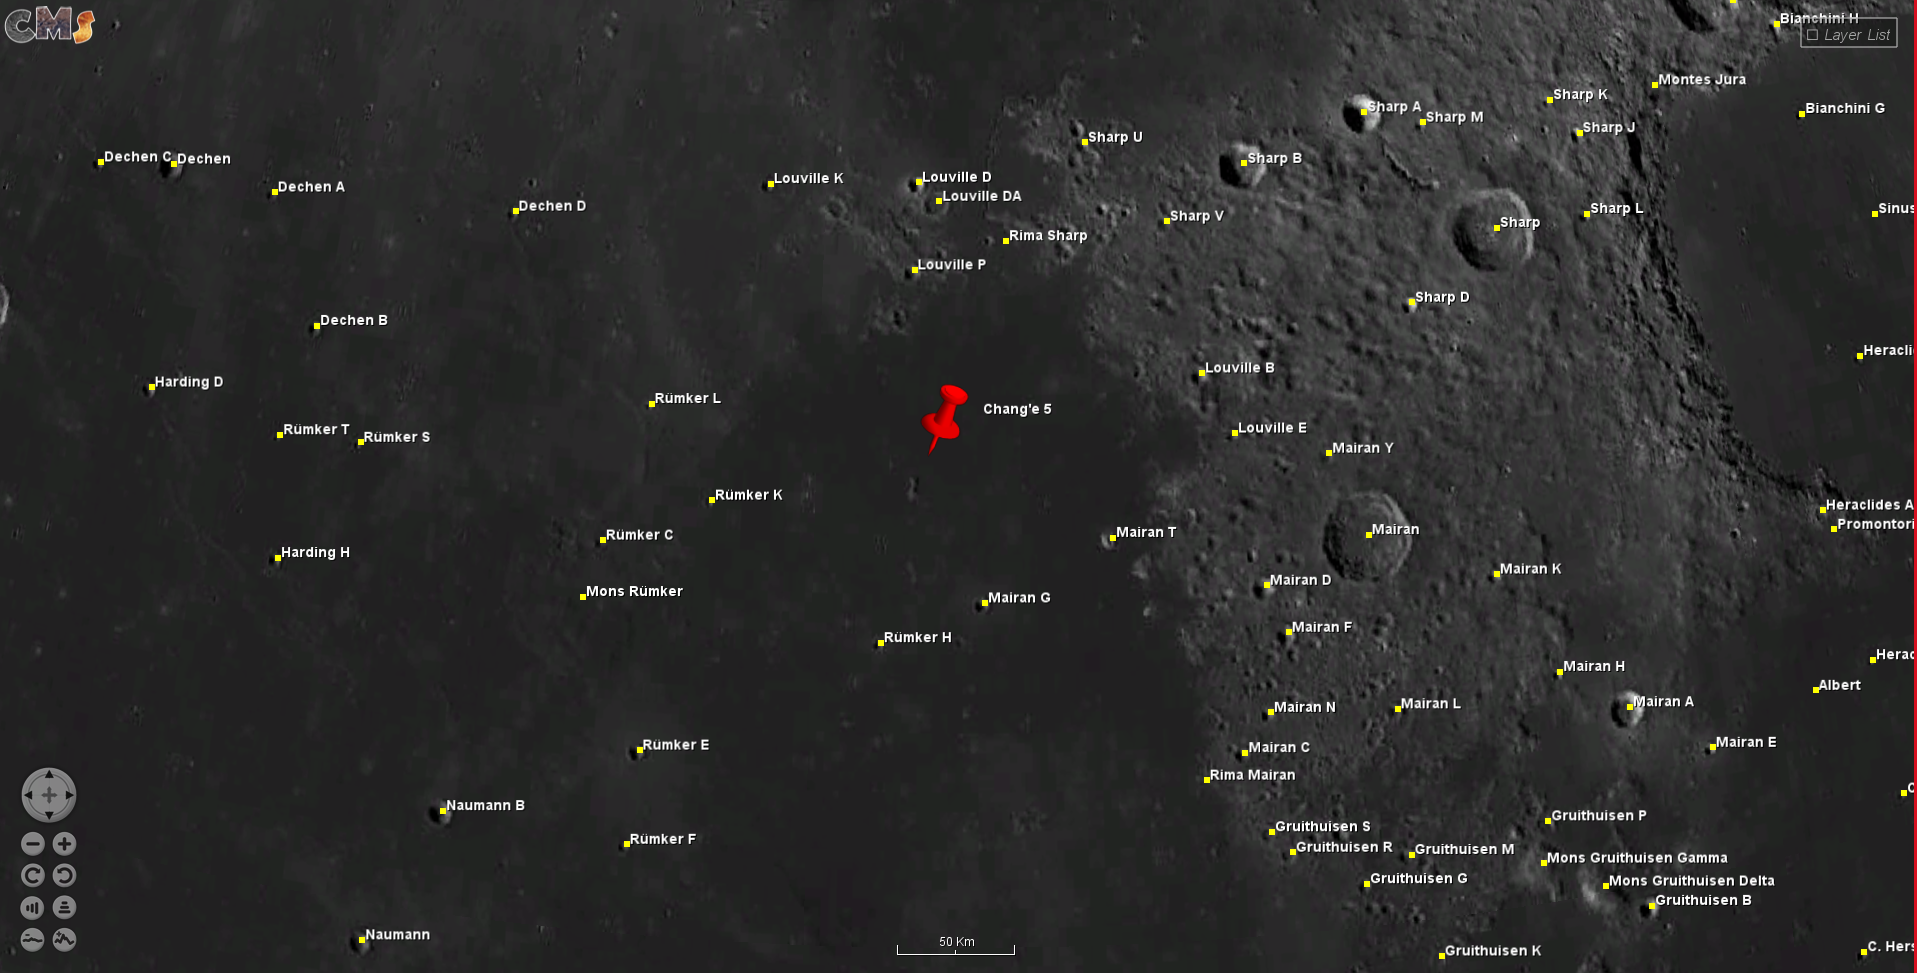 CMS
Bianchini H
Layer List
Montes Jura
Sharp K
Sharp A
Bianchini G
Sharp M
Sharp J
Sharp U
Dechen C
Dechen
Sharp B
Louville K
Louville D
Dechen A
Louville DA
Dechen D
Sharp L
Sinus
Sharp V
Sharp
Rima Sharp
Louville P
Sharp D
Dechen B
Heracli
Louville B
Harding D
Rümker L
Chang'e 5
Louville E
Rümker T
Rümker S
Mairan Y
Rümker K
Heraclides A
Promontori
Mairan
Mairan T
Rümker C
Harding H
Mairan K
Mairan D
Mons Rümker
Mairan G
Mairan F
Rümker H
Herac
Mairan H
Albert
Mairan A
Mairan L
Mairan N
Mairan E
Rümker E
Mairan C
Rima Mairan
C
Naumann B
Gruithuisen P
Gruithuisen S
Rümker F
Gruithuisen R
Gruithuisen M
Mons Gruithuisen Gamma
Gruithuisen G
Mons Gruithuisen Delta
Gruithuisen B
Naumann
50 Km
C. Hers
Gruithuisen K